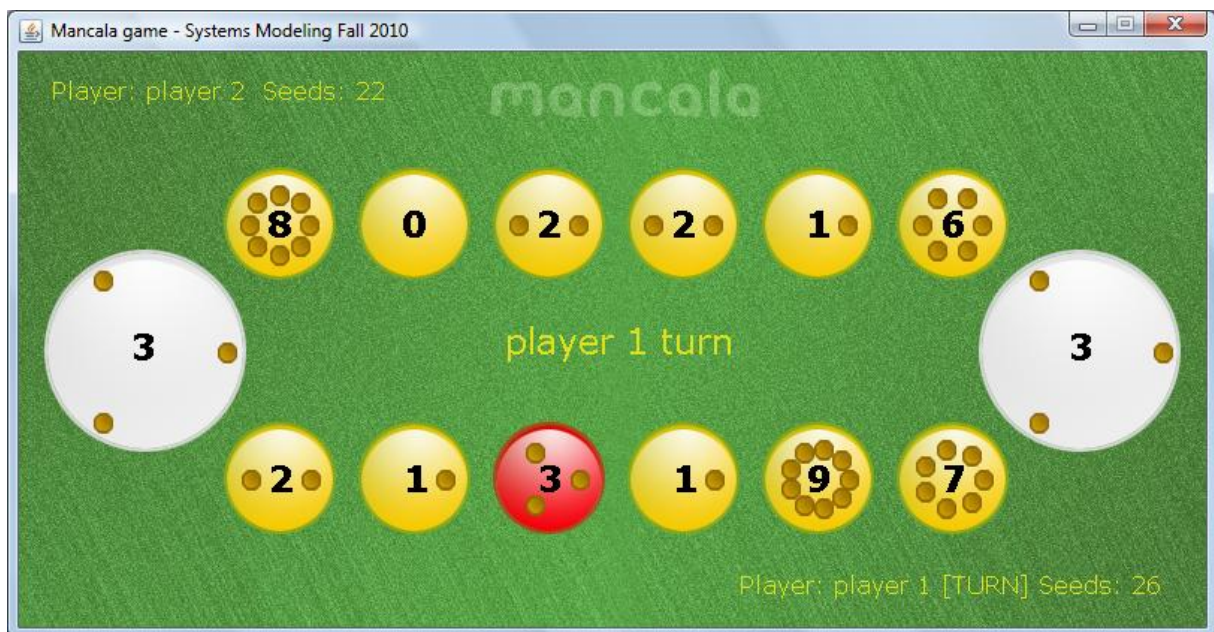 Mancala game - Systems Modeling Fall 2010
Player: player 2 Seeds: 22
mancala
8 0 2 2 1 6
3 player 1 turn 3
2 1 3 1 9 7
Player: player 1 [TURN] Seeds: 26